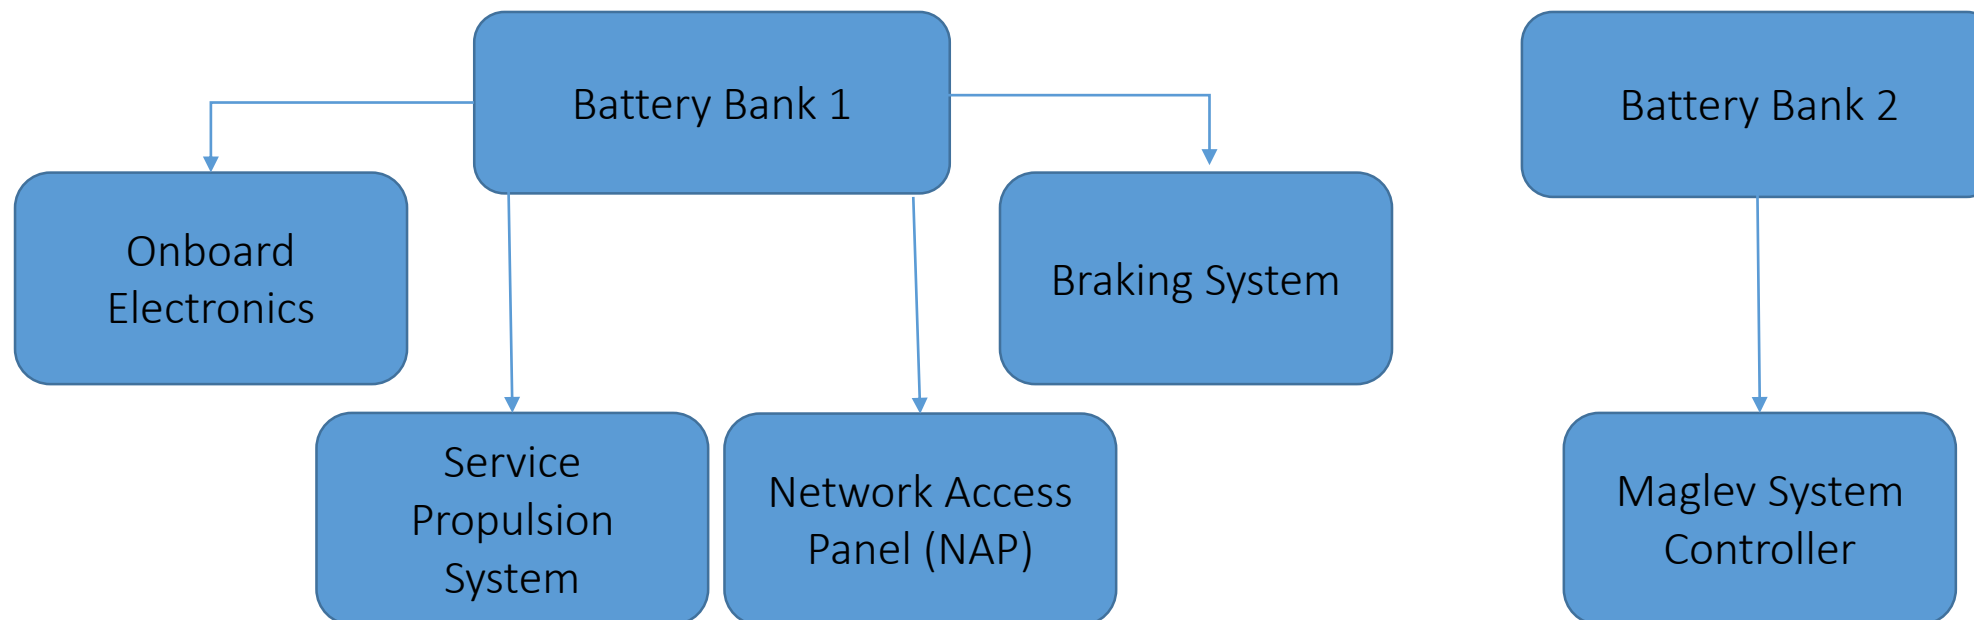 Battery Bank 1
Battery Bank 2
Onboard
Electronics
Braking System
Service
Propulsion
System
Network Access
Panel (NAP)
Maglev System
Controller